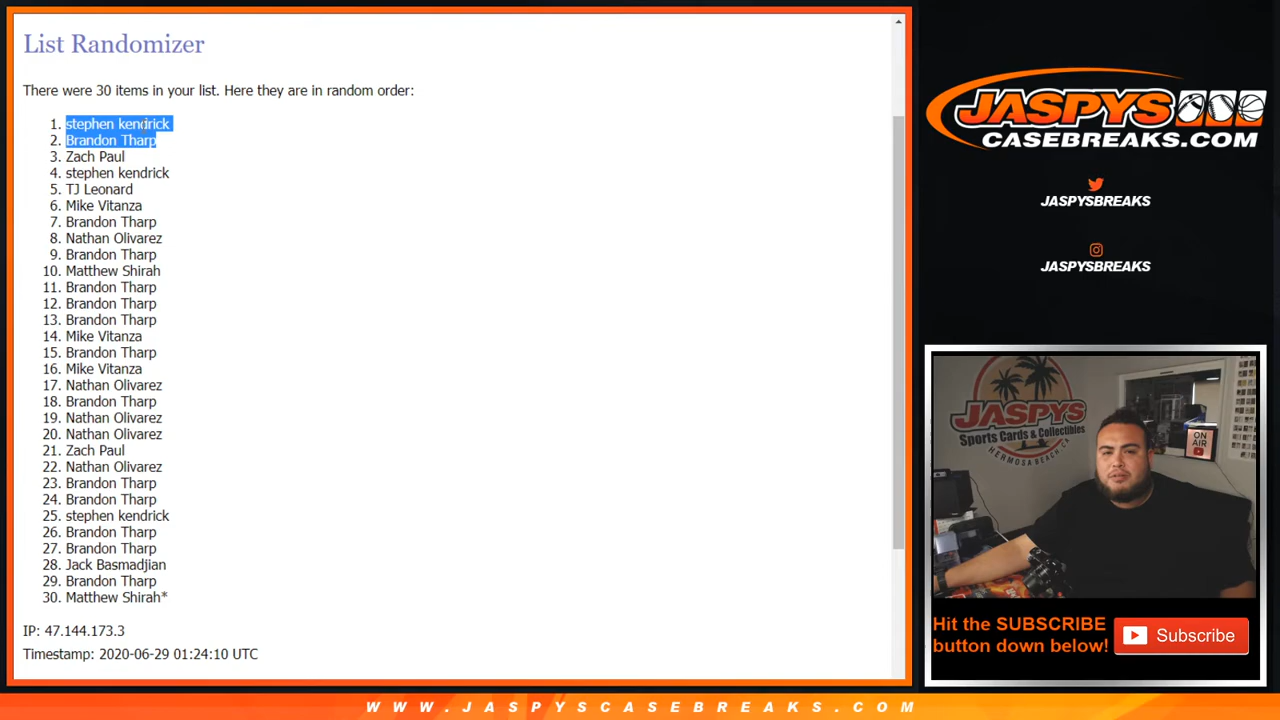 List Randomizer
There were 30 items in your list. Here they are in random order:
1. stephen kendrick
2. Brandon Tharp
3. Zach Paul
4. stephen kendrick
5. TJ Leonard
6. Mike Vitanza
7. Brandon Tharp
8. Nathan Olivarez
9. Brandon Tharp
10. Matthew Shirah
11. Brandon Tharp
12. Brandon Tharp
13. Brandon Tharp
14. Mike Vitanza
15. Brandon Tharp
16. Mike Vitanza
17. Nathan Olivarez
18. Brandon Tharp
19. Nathan Olivarez
20. Nathan Olivarez
21. Zach Paul
22. Nathan Olivarez
23. Brandon Tharp
24. Brandon Tharp
25. stephen kendrick
26. Brandon Tharp
27. Brandon Tharp
28. Jack Basmadjian
29. Brandon Tharp
30. Matthew Shirah*
IP: 47.144.173.3
Timestamp: 2020-06-29 01:24:10 UTC
JASPYS
CASEBREAKS.COM
JASPYSBREAKS
JASPYSBREAKS
JASPYS
Sports Cards & Collectibles
HERMOSA BEACH, CA
ON
AIR
Hit the SUBSCRIBE
button down below!
Subscribe
WWW.JASPYSCASEBREAKS.COM